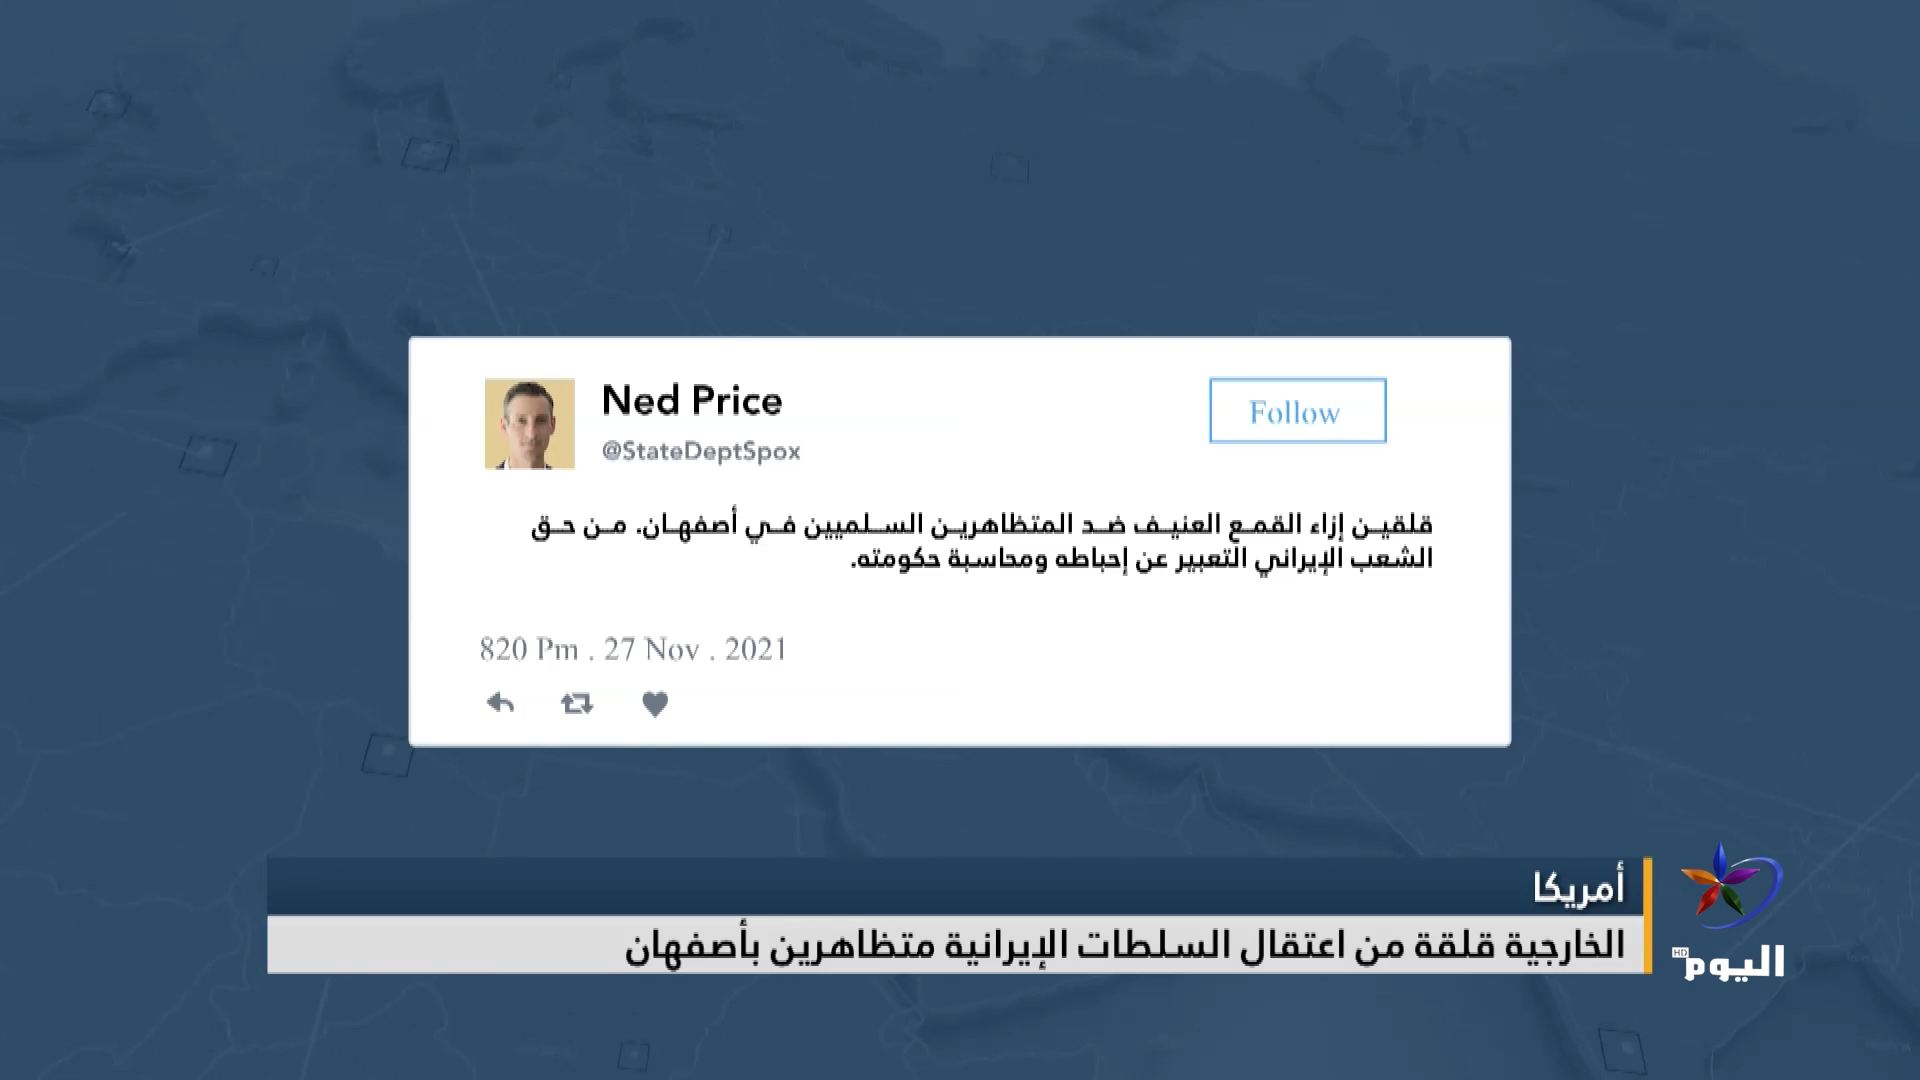 Ned Price
Follow
@StateDeptSpox
قلقين إزاء القمع العنيف ضد المتظاهرين السلميين في أصفهان. من حق
الشعب الإيراني التعبير عن إحباطه ومحاسبة حكومته.
820 Pm . 27 Nov . 2021
أمريكا
الخارجية قلقة من اعتقال السلطات الإيرانية متظاهرين بأصفهان
اليوم HD